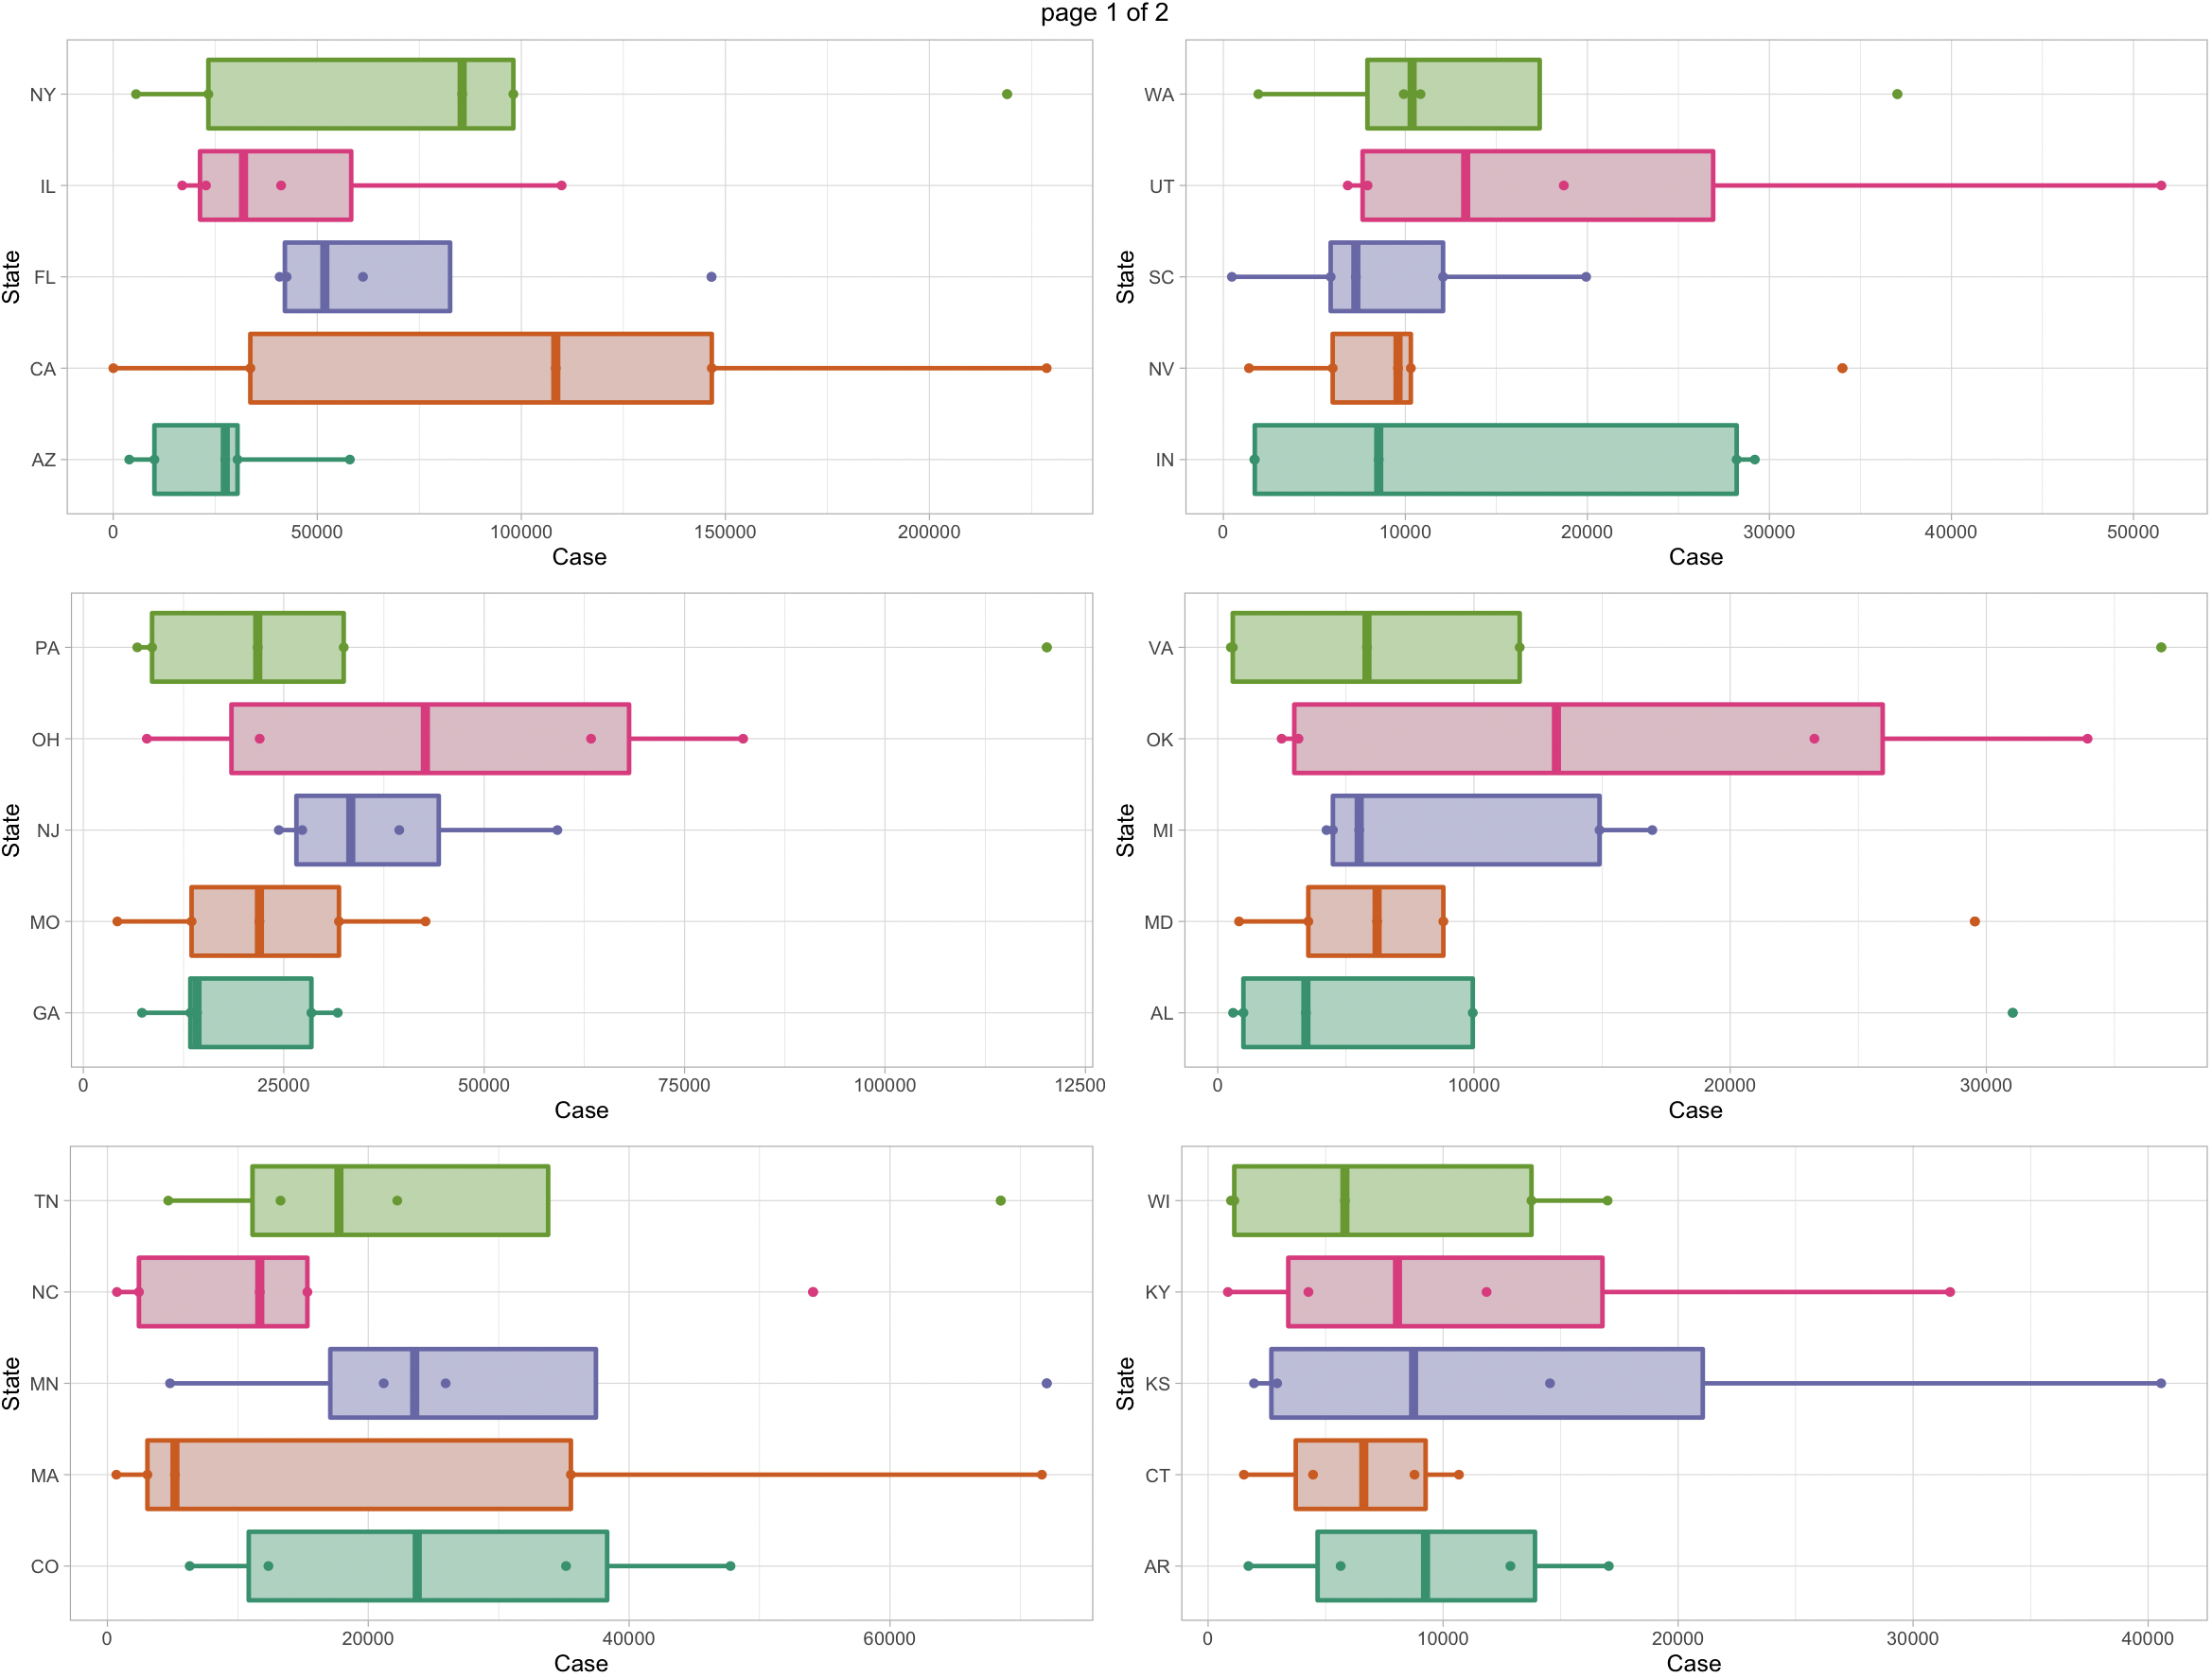 page 1 of 2
State
NY
IL
FL
CA
AZ
0 50000 100000 150000 200000
Case
State
WA
UT
SC
NV
IN
0 10000 20000 30000 40000 50000
Case
State
PA
OH
NJ
MO
GA
0 25000 50000 75000 100000 12500
Case
State
VA
OK
MI
MD
AL
0 10000 20000 30000
Case
State
TN
NC
MN
MA
CO
0 20000 40000 60000
Case
State
WI
KY
KS
CT
AR
0 10000 20000 30000 40000
Case